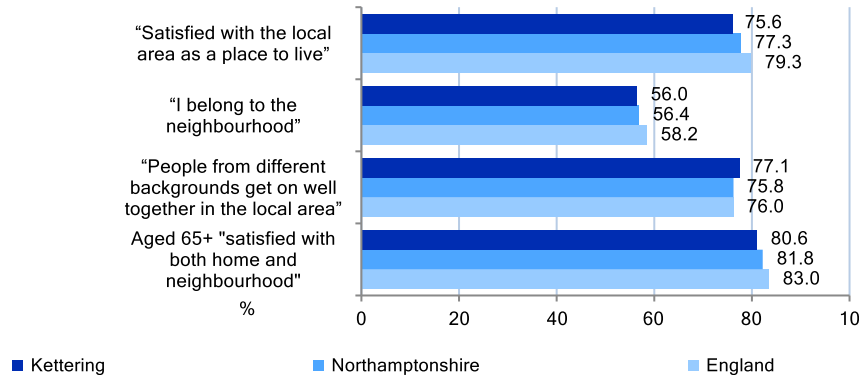 “Satisfied with the local
area as a place to live”
75.6
77.3
79.3
“I belong to the
neighbourhood”
56.0
56.4
58.2
“People from different
backgrounds get on well
together in the local area”
77.1
75.8
76.0
Aged 65+ "satisfied with
both home and
neighbourhood"
80.6
81.8
83.0
%
0 20 40 60 80 10
Kettering Northamptonshire England